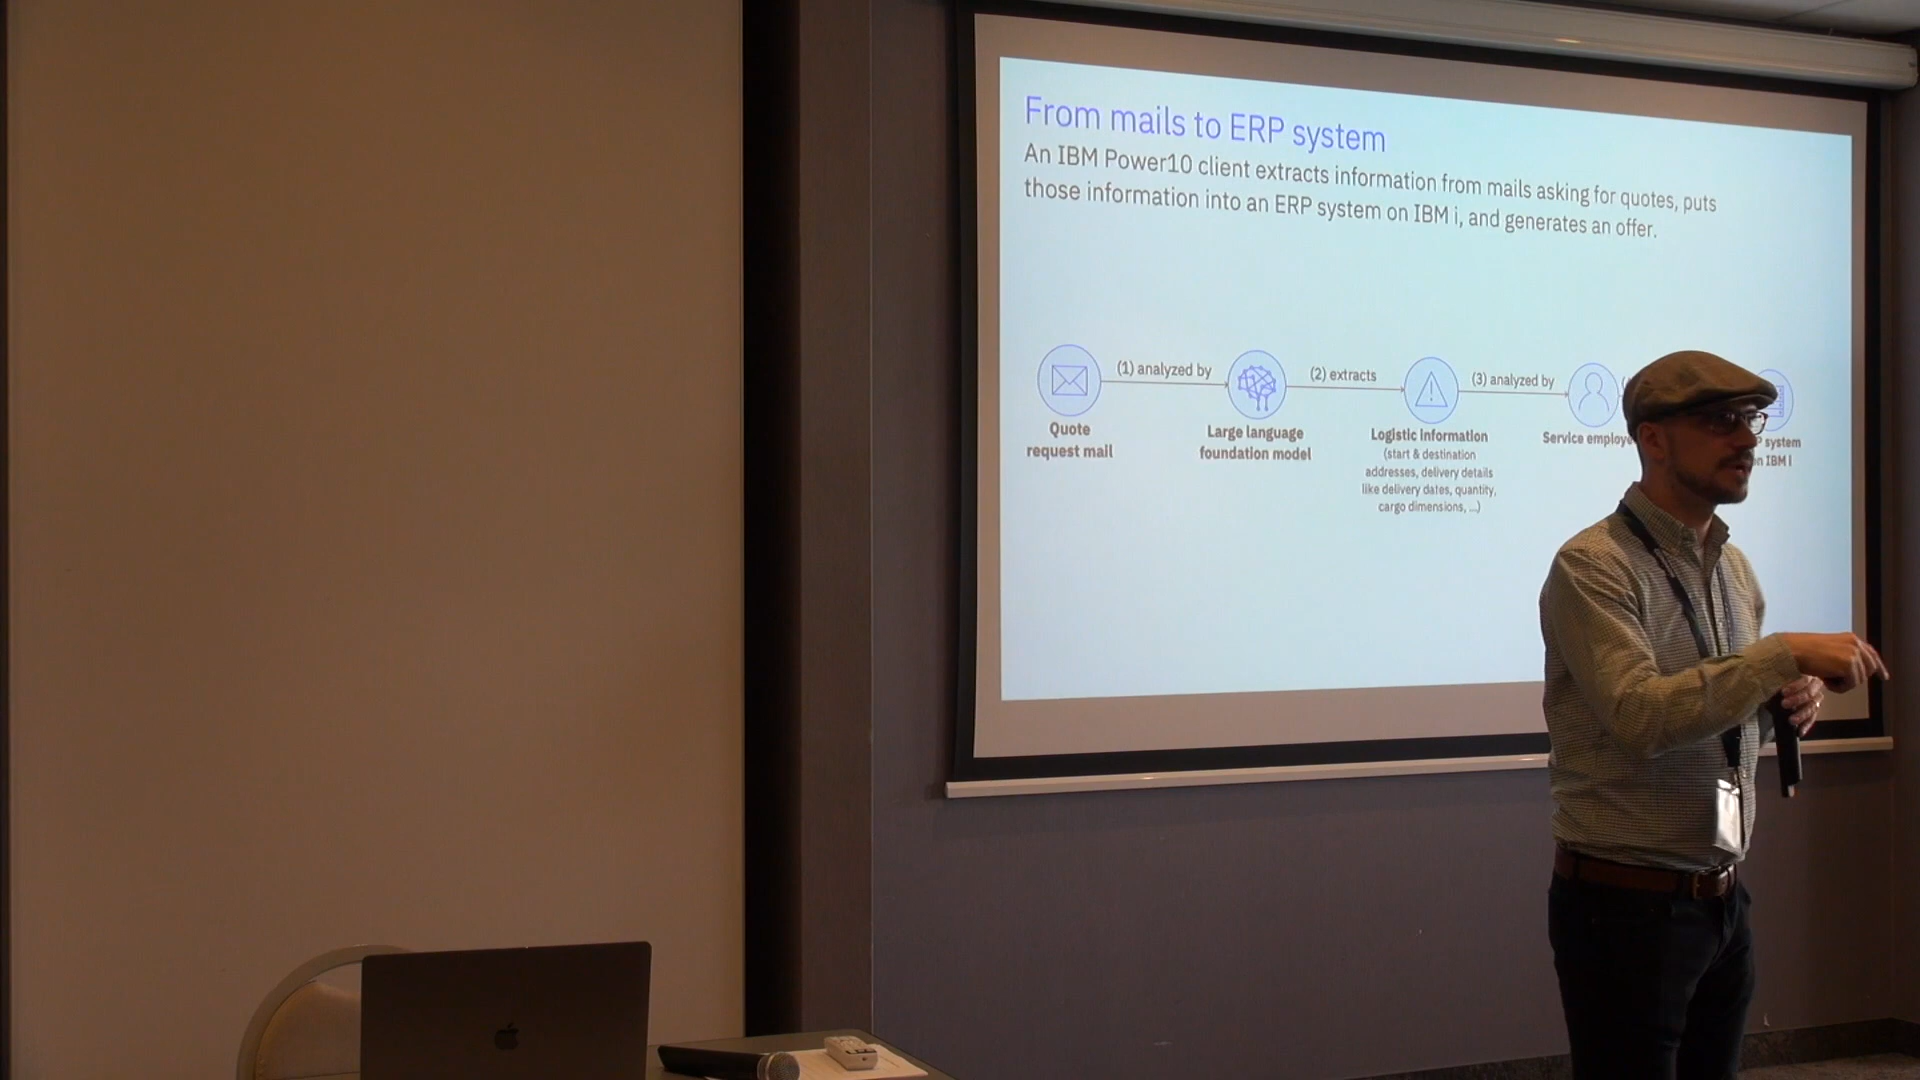 From mails to ERP system
An IBM Power10 client extracts information from mails asking for quotes, puts
those information into an ERP system on IBM i, and generates an offer.
(1) analyzed by
(2) extracts
(3) analyzed by
Quote
request mail
Large language
foundation model
Logistic information
(start & destination
addresses, delivery details
like delivery dates, quantity,
cargo dimensions, ...)
Service
system
IBM i